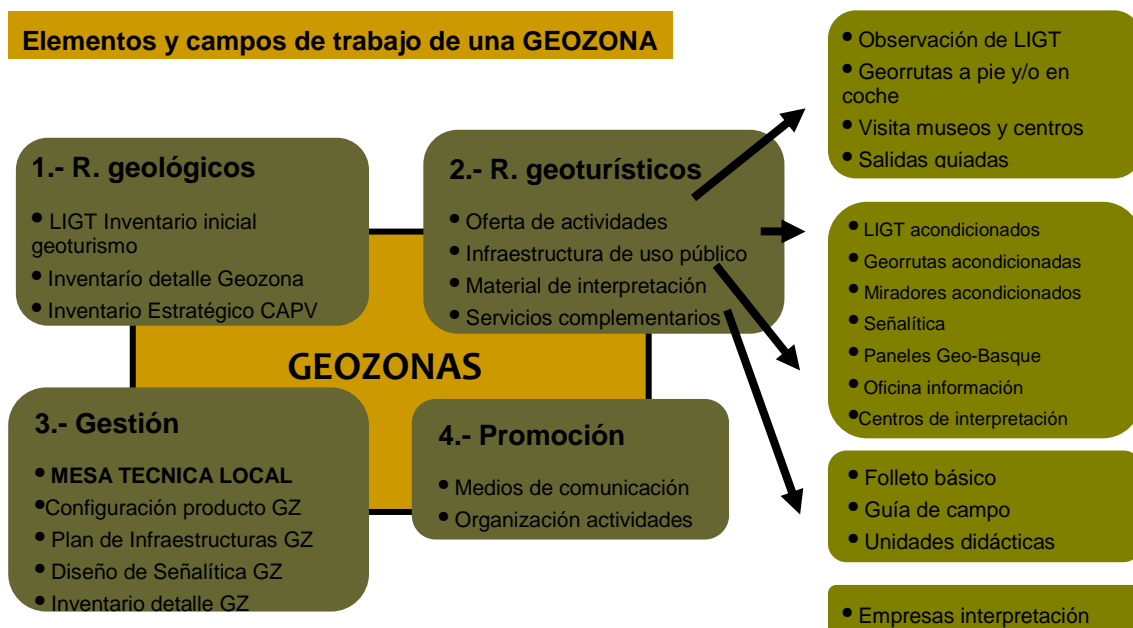 Elementos y campos de trabajo de una GEOZONA
1.- R. geológicos
• LIGT Inventario inicial
geoturismo
• Inventarío detalle Geozona
• Inventario Estratégico CAPV
2.- R. geoturísticos
• Oferta de actividades
• Infraestructura de uso público
• Material de interpretación
• Servicios complementarios
GEOZONAS
3.- Gestión
• MESA TECNICA LOCAL
•Configuración producto GZ
• Plan de Infraestructuras GZ
• Diseño de Señalítica GZ
• Inventario detalle GZ
4.- Promoción
• Medios de comunicación
• Organización actividades
• Observación de LIGT
• Georrutas a pie y/o en
coche
• Visita museos y centros
• Salidas guiadas
• LIGT acondicionados
• Georrutas acondicionadas
• Miradores acondicionados
• Señalítica
• Paneles Geo-Basque
• Oficina información
•Centros de interpretación
• Folleto básico
• Guía de campo
• Unidades didácticas
• Empresas interpretación